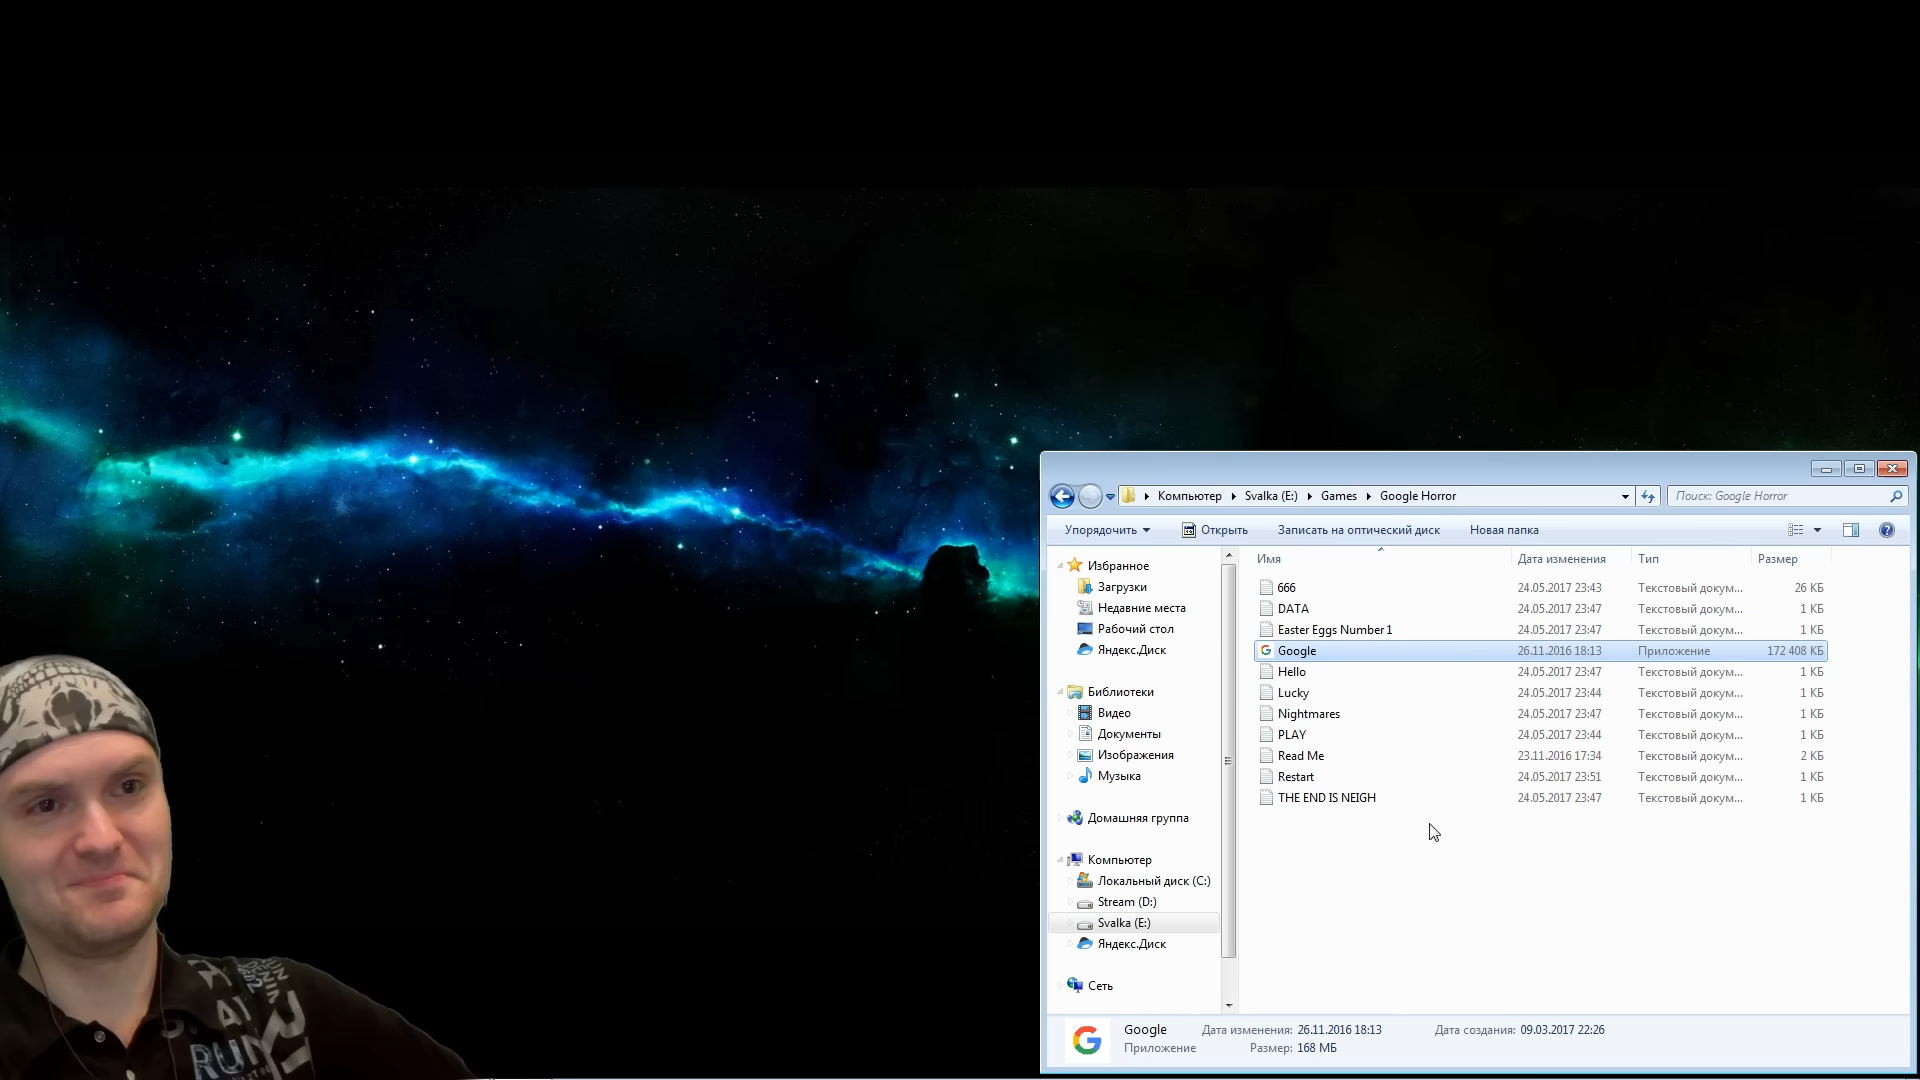 Компьютер Svalka (E:) Games Google Horror
Поиск: Google Horror
Упорядочить Открыть Записать на оптический диск Новая папка
Избранное
Загрузки
Недавние места
Рабочий стол
Яндекс.Диск
Библиотеки
Видео
Документы
Изображения
Музыка
Домашняя группа
Компьютер
Локальный диск (C:)
Stream (D:)
Svalka (E:)
Яндекс.Диск
Сеть
Имя Дата изменения Тип Размер
666 24.05.2017 23:43 Текстовый докум... 26 КБ
DATA 24.05.2017 23:47 Текстовый докум... 1 КБ
Easter Eggs Number 1 24.05.2017 23:47 Текстовый докум... 1 КБ
Google 26.11.2016 18:13 Приложение 172 408 КБ
Hello 24.05.2017 23:47 Текстовый докум... 1 КБ
Lucky 24.05.2017 23:44 Текстовый докум... 1 КБ
Nightmares 24.05.2017 23:47 Текстовый докум... 1 КБ
PLAY 24.05.2017 23:44 Текстовый докум... 1 КБ
Read Me 23.11.2016 17:34 Текстовый докум... 2 КБ
Restart 24.05.2017 23:51 Текстовый докум... 1 КБ
THE END IS NEIGH 24.05.2017 23:47 Текстовый докум... 1 КБ
Google Дата изменения: 26.11.2016 18:13 Дата создания: 09.03.2017 22:26
Приложение Размер: 168 МБ
RUN